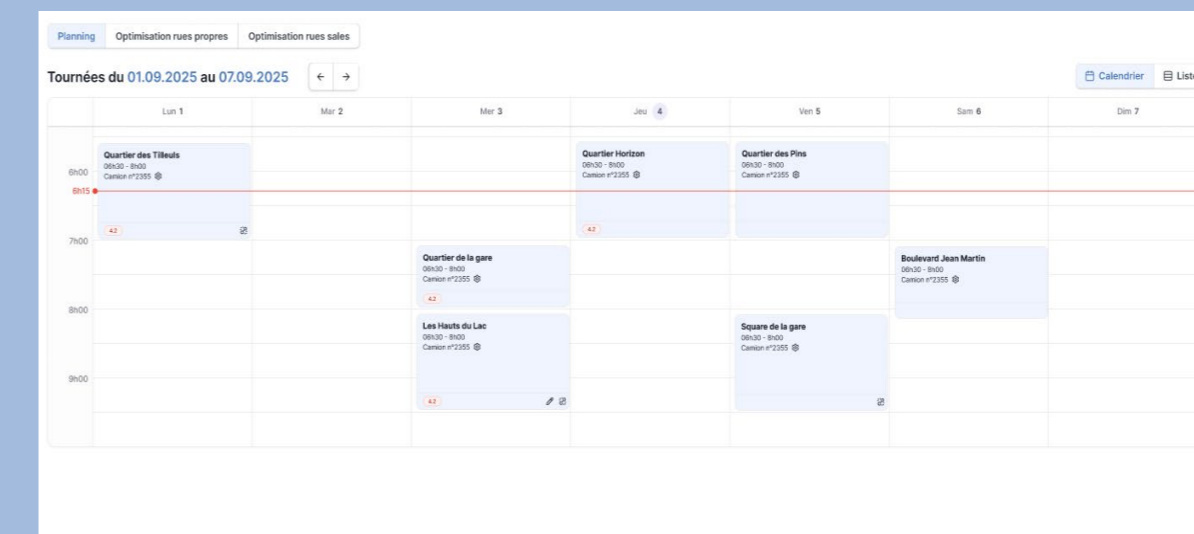 Planning Optimisation rues propres Optimisation rues sales
Tournées du 01.09.2025 au 07.09.2025
Calendrier Liste
Lun 1 Mar 2 Mer 3 Jeu 4 Ven 5 Sam 6 Dim 7
Quartier des Tilleuls
06h30 - 8h00
Camion n°2355
4.2
Quartier Horizon
06h30 - 8h00
Camion n°2355
4.2
Quartier des Pins
06h30 - 8h00
Camion n°2355
6h00
6h15
7h00
Quartier de la gare
06h30 - 8h00
Camion n°2355
4.2
Boulevard Jean Martin
06h30 - 8h00
Camion n°2355
8h00
Les Hauts du Lac
06h30 - 8h00
Camion n°2355
4.2
Square de la gare
06h30 - 8h00
Camion n°2355
9h00